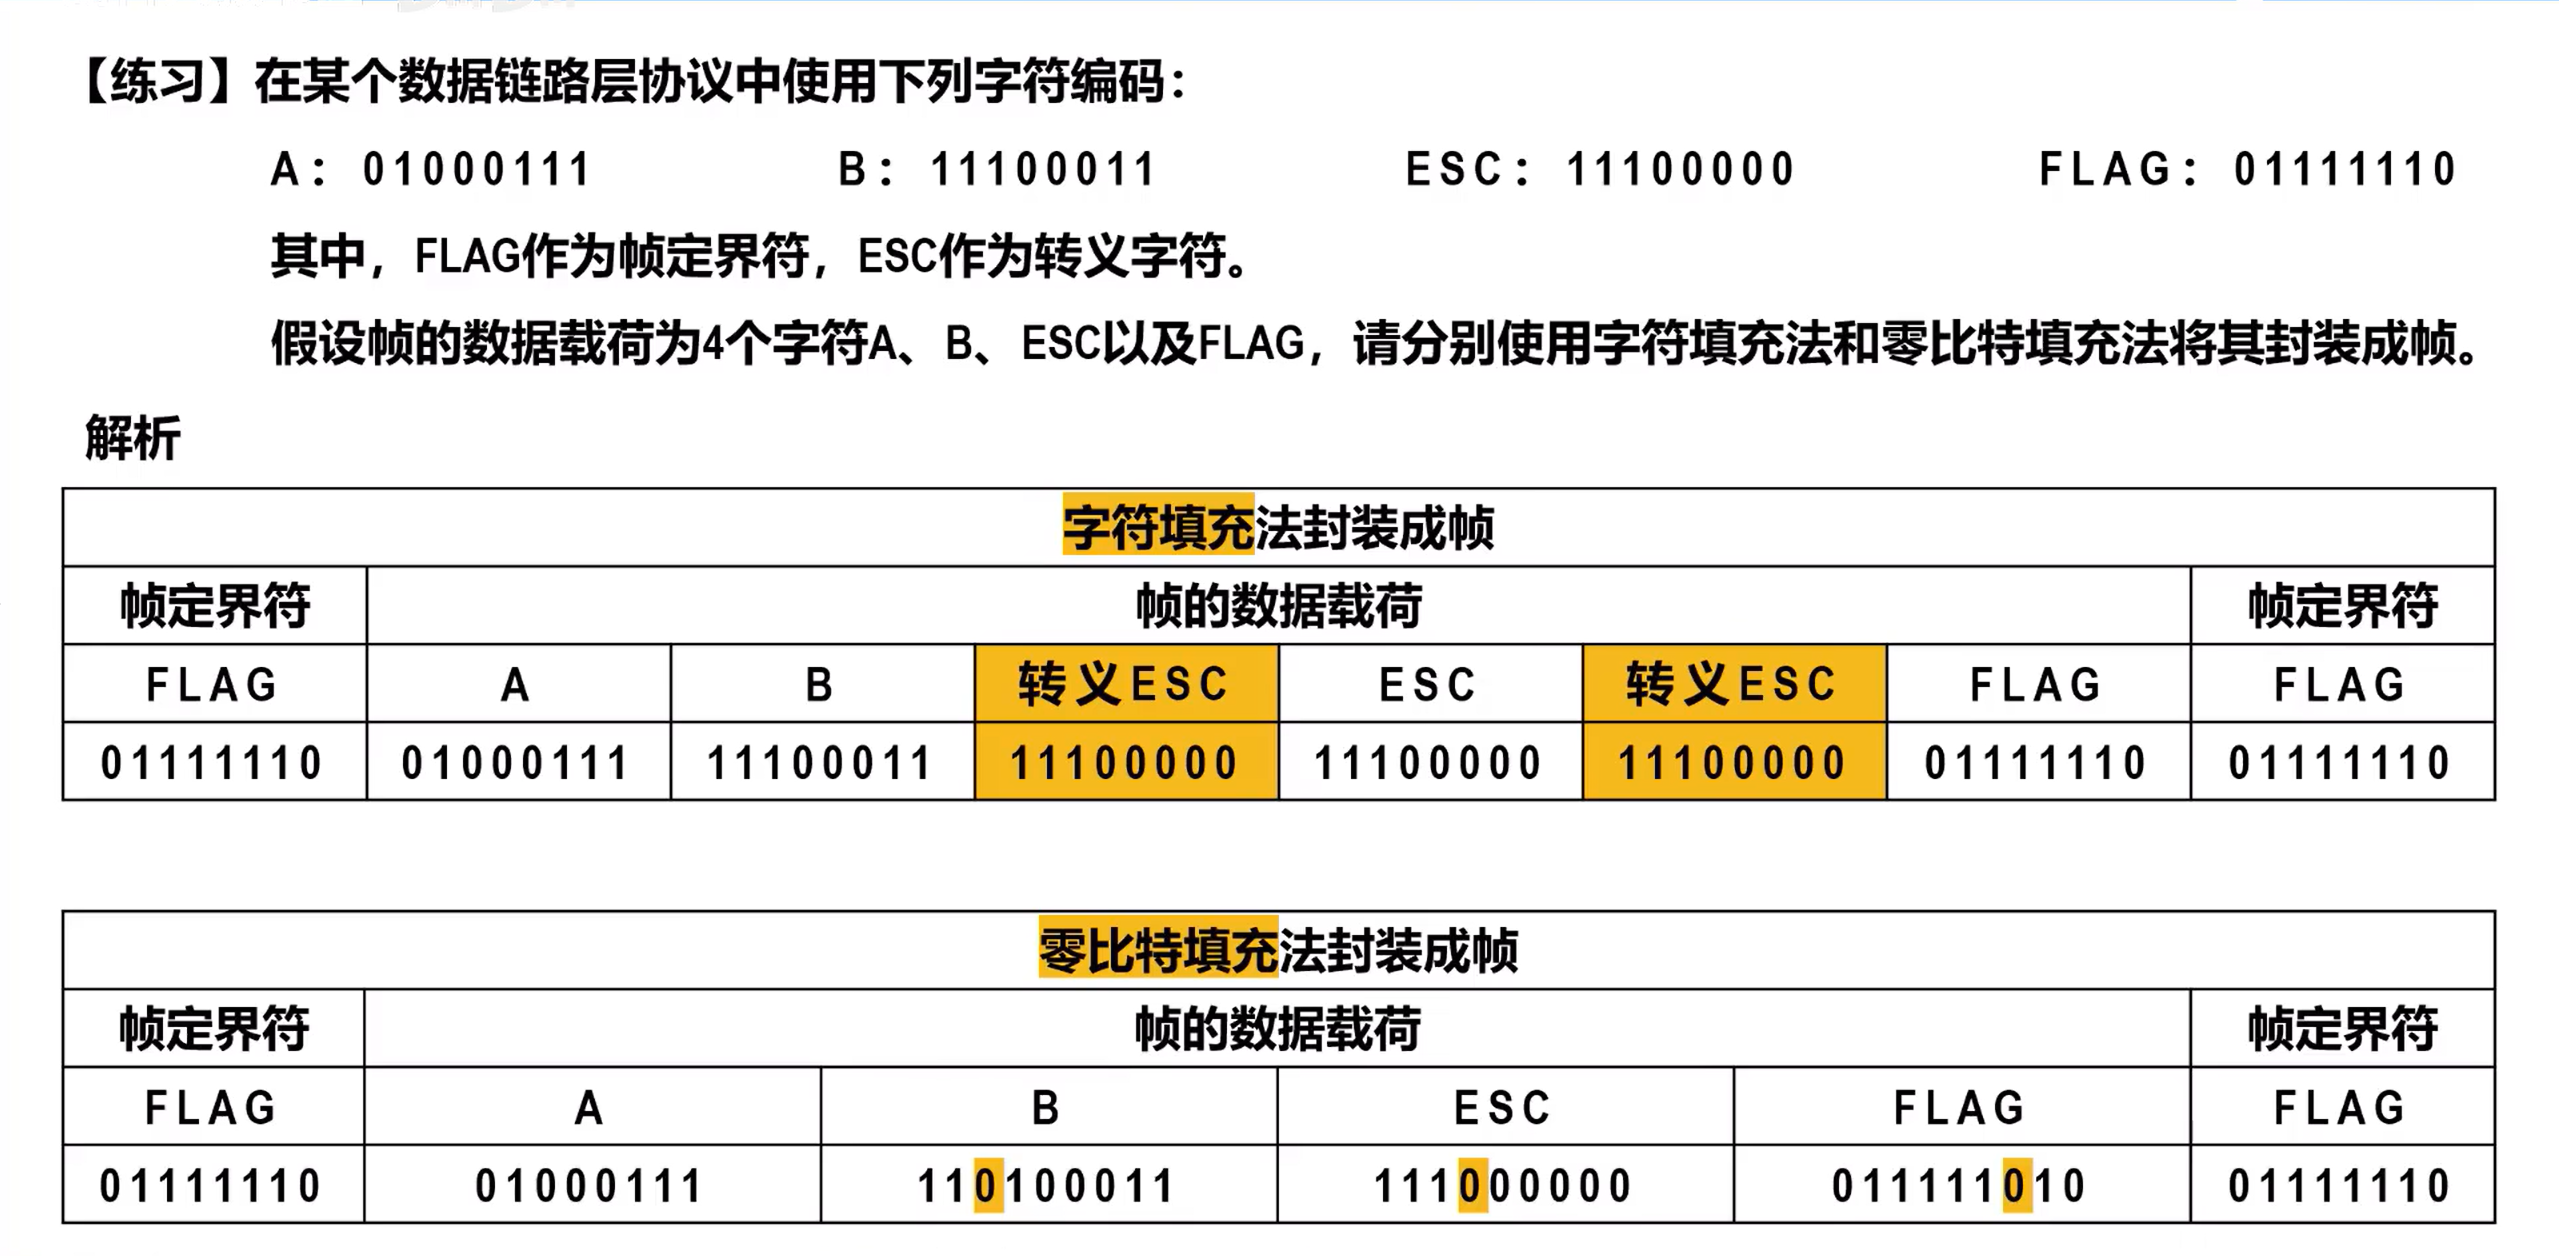 【练习】在某个数据链路层协议中使用下列字符编码：
A：01000111 B：11100011 ESC：11100000 FLAG：01111110
其中，FLAG作为帧定界符，ESC作为转义字符。
假设帧的数据载荷为4个字符A、B、ESC以及FLAG，请分别使用字符填充法和零比特填充法将其封装成帧。
解析
字符填充法封装成帧
帧定界符 帧的数据载荷 帧定界符
FLAG A B 转义ESC ESC 转义ESC FLAG FLAG
01111110 01000111 11100011 11100000 11100000 11100000 01111110 01111110
零比特填充法封装成帧
帧定界符 帧的数据载荷 帧定界符
FLAG A B ESC FLAG FLAG
01111110 01000111 110100011 111000000 011111010 01111110